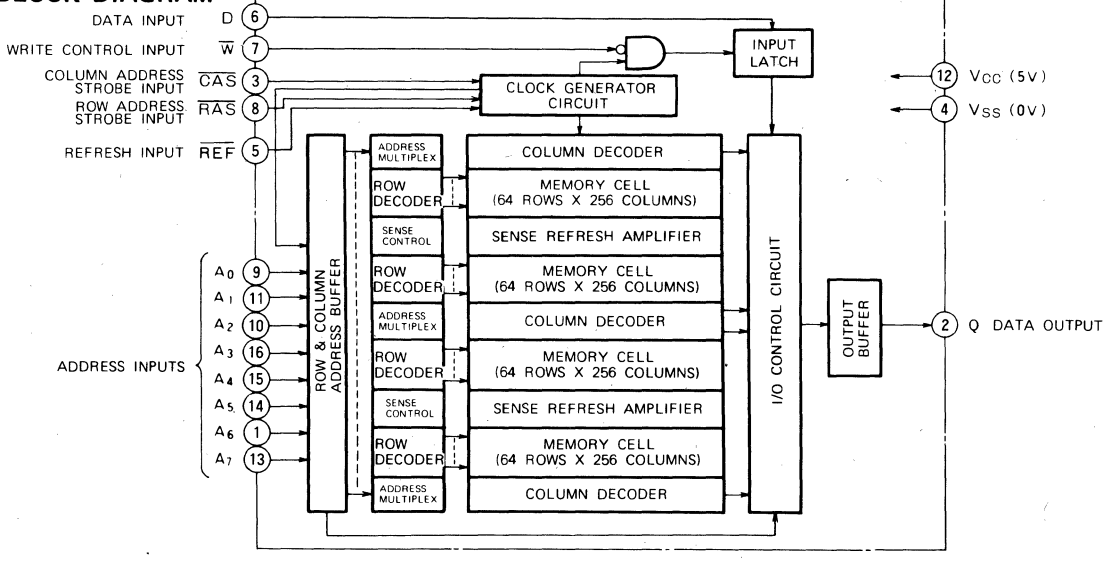 BLOCK DIAGRAM
DATA INPUT D 6
WRITE CONTROL INPUT W 7
COLUMN ADDRESS
STROBE INPUT CAS 3
ROW ADDRESS
STROBE INPUT RAS 8
REFRESH INPUT REF 5
ADDRESS INPUTS
A0 9
A1 11
A2 10
A3 16
A4 15
A5 14
A6 1
A7 13
INPUT
LATCH
CLOCK GENERATOR
CIRCUIT
12 VCC (5V)
4 VSS (0V)
ROW & COLUMN
ADDRESS BUFFER
ADDRESS
MULTIPLEX
COLUMN DECODER
ROW
DECODER
MEMORY CELL
(64 ROWS X 256 COLUMNS)
SENSE
CONTROL
SENSE REFRESH AMPLIFIER
ROW
DECODER
MEMORY CELL
(64 ROWS X 256 COLUMNS)
ADDRESS
MULTIPLEX
COLUMN DECODER
ROW
DECODER
MEMORY CELL
(64 ROWS X 256 COLUMNS)
SENSE
CONTROL
SENSE REFRESH AMPLIFIER
ROW
DECODER
MEMORY CELL
(64 ROWS X 256 COLUMNS)
ADDRESS
MULTIPLEX
COLUMN DECODER
I/O CONTROL CIRCUIT
OUTPUT
BUFFER
2 Q DATA OUTPUT